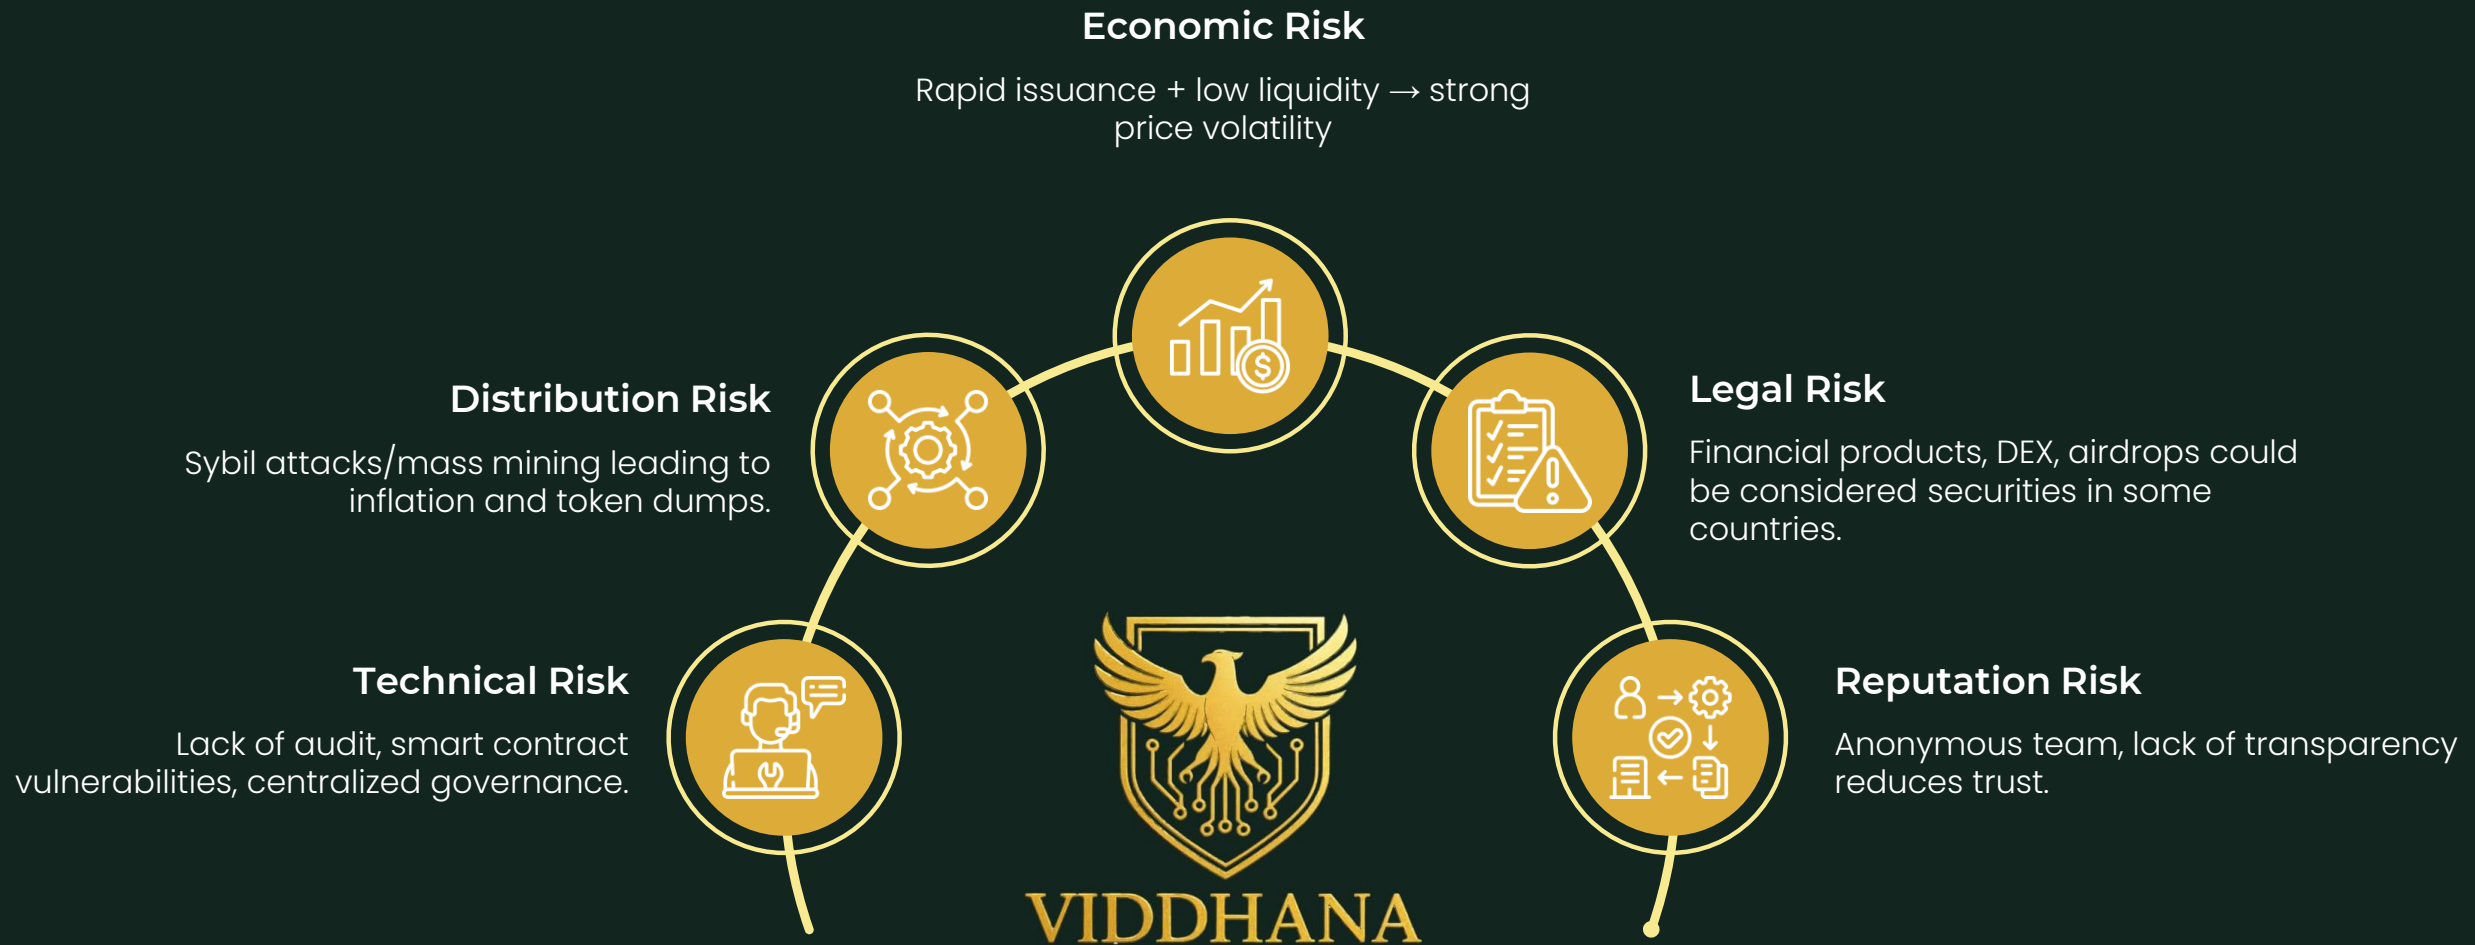 Economic Risk
Rapid issuance + low liquidity → strong
price volatility
Distribution Risk
Sybil attacks/mass mining leading to
inflation and token dumps.
Legal Risk
Financial products, DEX, airdrops could
be considered securities in some
countries.
Technical Risk
Lack of audit, smart contract
vulnerabilities, centralized governance.
Reputation Risk
Anonymous team, lack of transparency
reduces trust.
VIDDHANA